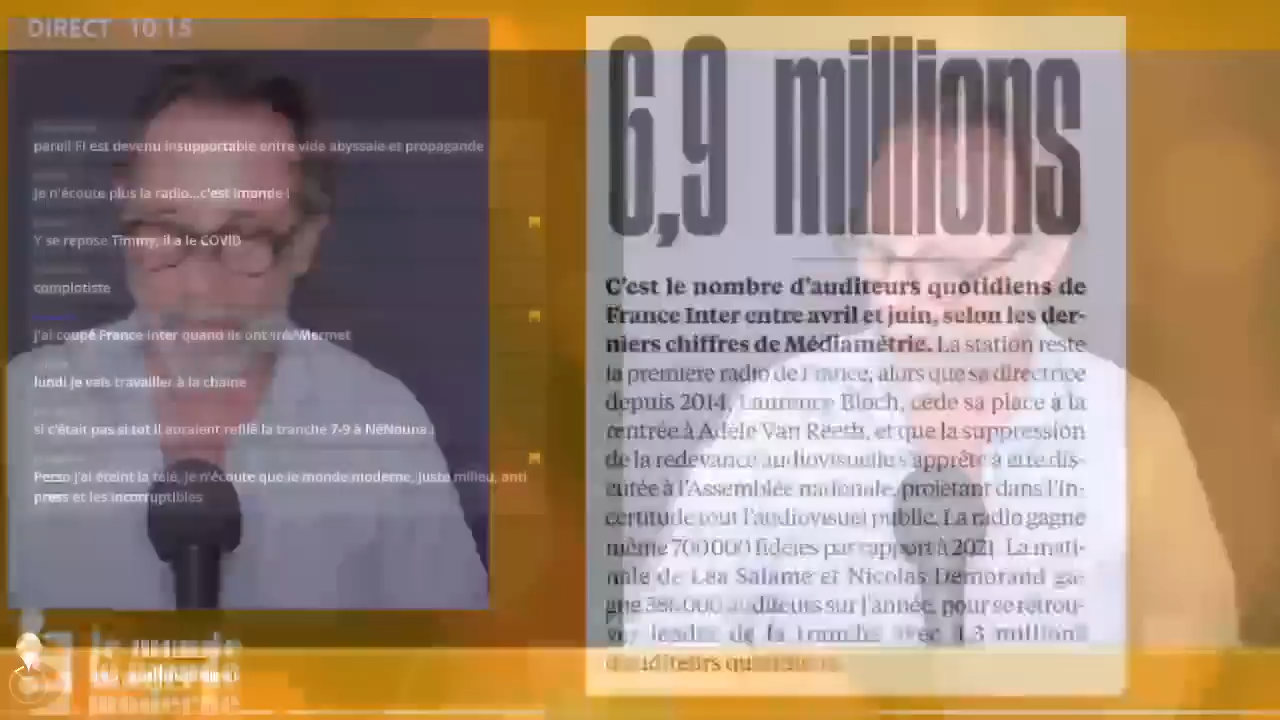 DIRECT 10:15
pareil FI est devenu insupportable entre vide abyssale et propagande
Je n'écoute plus la radio...c'est imonde !
Y se repose Timmy, il a le COVID
complotiste
J'ai coupé France Inter quand ils ont viré Mermet
lundi je vais travailler à la chaine
si c'était pas si tot il auraient refilé la tranche 7-9 à NéNouna
Perso j'ai éteint la télé, je n'écoute que le monde moderne, juste milieu, anti
press et les incorruptibles
6,9 millions
C'est le nombre d'auditeurs quotidiens de
France Inter entre avril et juin, selon les der-
niers chiffres de Médiamétrie. La station reste
la première radio de France, alors que sa directrice
depuis 2014, Laurence Bloch, cède sa place à la
rentrée à Adèle Van Reeth, et que la suppression
de la redevance audiovisuelle s'apprête à être dis-
cutée à l'Assemblée nationale, projetant dans l'in-
certitude tout l'audiovisuel public. La radio gagne
même 700 000 fidèles par rapport à 2021. La mati-
nale de Léa Salamé et Nicolas Demorand ga-
gne auditeurs sur l'année, pour se retrou-
ver leader de la tranche avec 1,3 millions
d'auditeurs quotidiens.
le monde
moderne